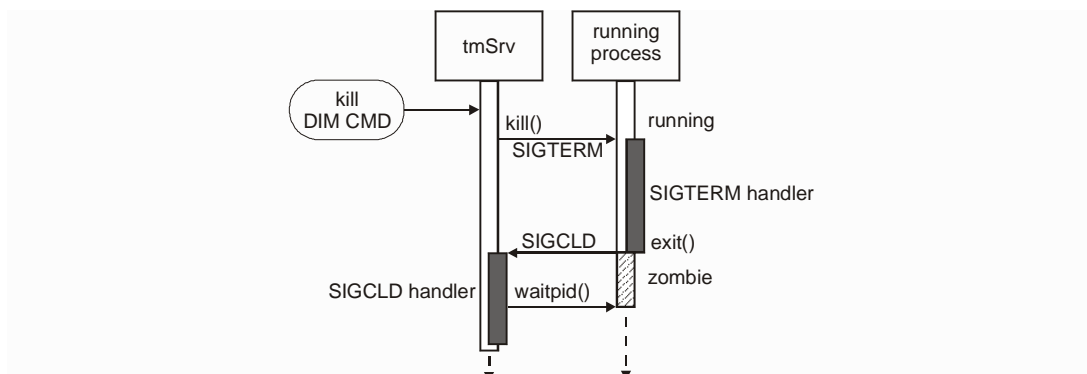 tmSrv
running
process
kill
DIM CMD
kill()
running
SIGTERM
SIGTERM handler
SIGCLD
exit()
zombie
SIGCLD handler
waitpid()